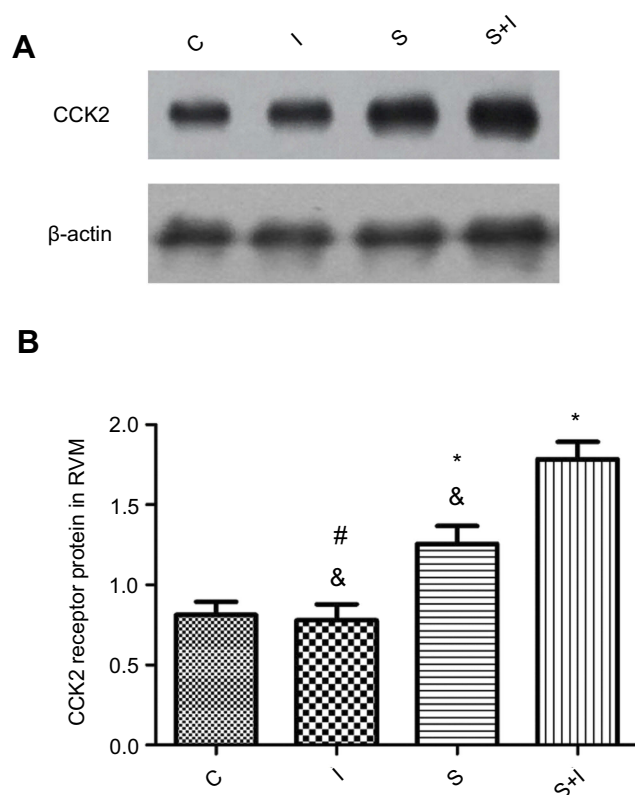 A
C I S S+I
CCK2
β-actin
B
CCK2 receptor protein in RVM
2.0
1.5
1.0
0.5
0.0
#
&
*
&
*
C I S S+I